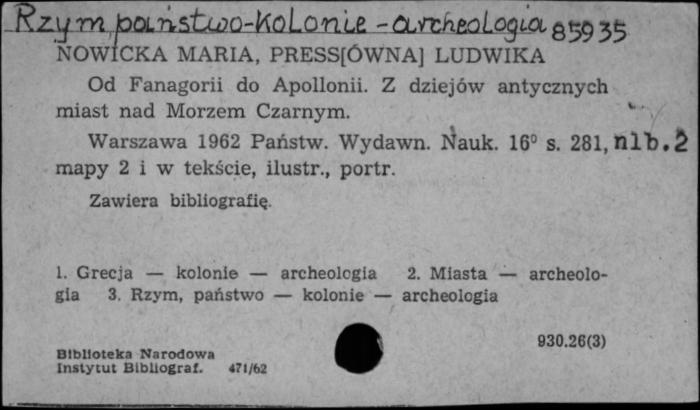 Rzym, państwo-kolonie - archeologia 85935
NOWICKA MARIA, PRESS[ÓWNA] LUDWIKA
Od Fanagorii do Apollonii. Z dziejów antycznych
miast nad Morzem Czarnym.
Warszawa 1962 Państw. Wydawn. Nauk. 16⁰ s. 281, nlb. 2
mapy 2 i w tekście, ilustr., portr.
Zawiera bibliografię.
1. Grecja — kolonie — archeologia 2. Miasta — archeolo-
gia 3. Rzym, państwo — kolonie — archeologia
930.26(3)
Biblioteka Narodowa
Instytut Bibliograf. 471/62